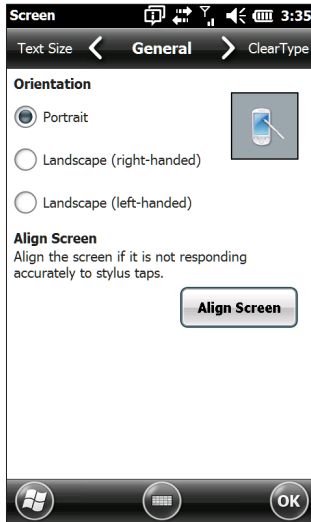 Screen 3:35
Text Size General ClearType
Orientation
Portrait
Landscape (right-handed)
Landscape (left-handed)
Align Screen
Align the screen if it is not responding
accurately to stylus taps.
Align Screen
OK